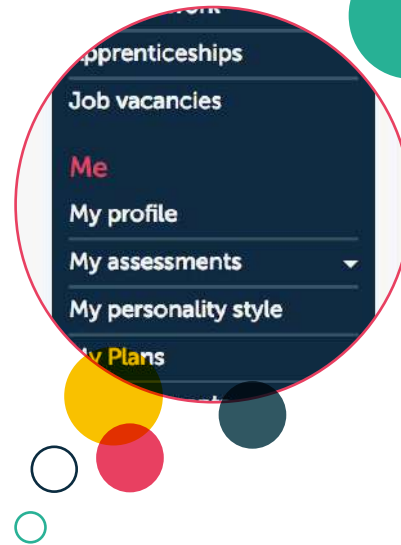 Apprenticeships
Job vacancies
Me
My profile
My assessments
My personality style
My Plans